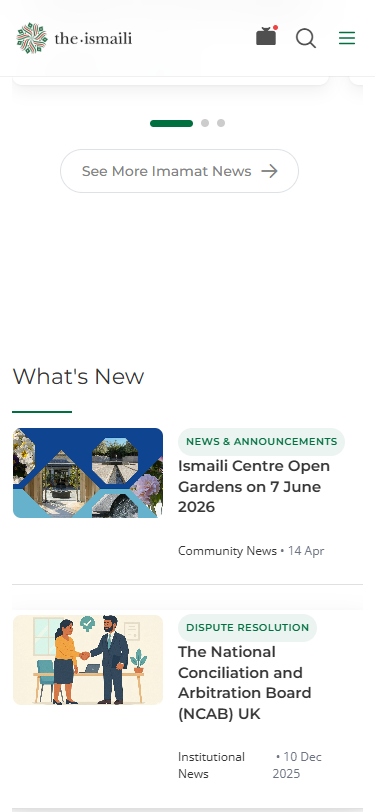 the·ismaili
See More Imamat News
What's New
NEWS & ANNOUNCEMENTS
Ismaili Centre Open
Gardens on 7 June
2026
Community News • 14 Apr
DISPUTE RESOLUTION
The National
Conciliation and
Arbitration Board
(NCAB) UK
Institutional News • 10 Dec 2025